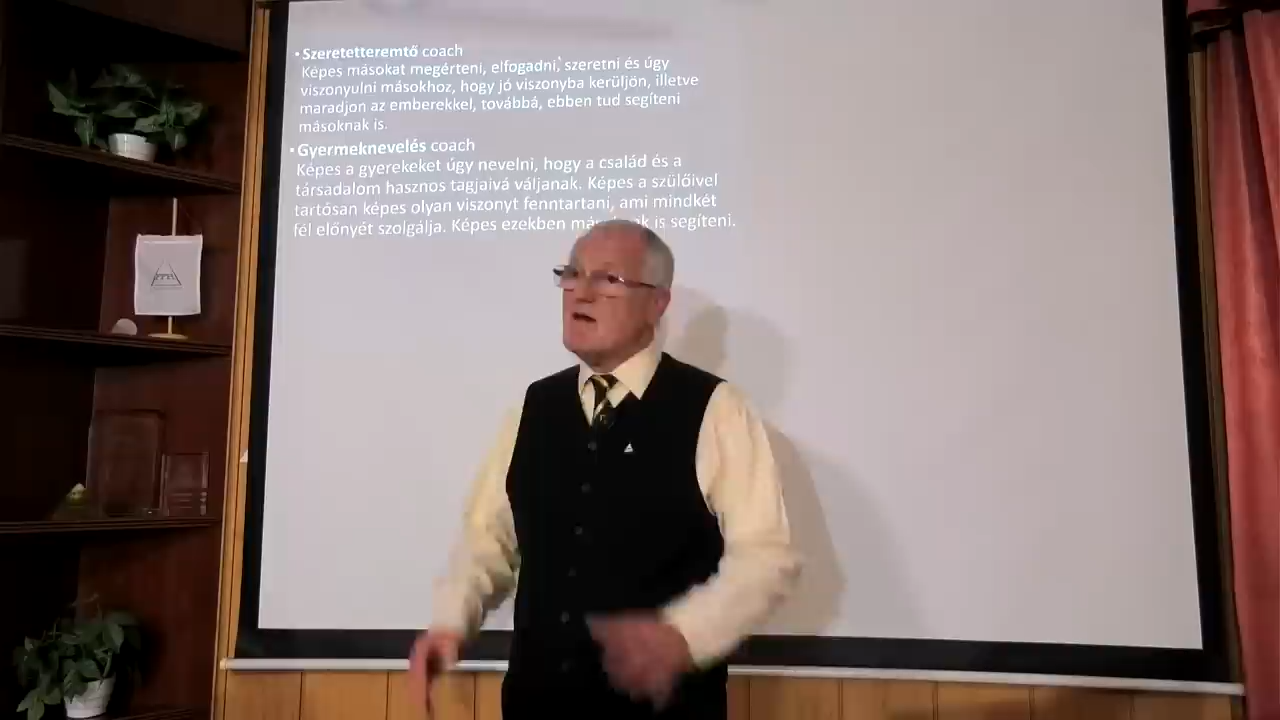 • Szeretetteremtő coach
Képes másokat megérteni, elfogadni, szeretni és úgy
viszonyulni másokhoz, hogy jó viszonyba kerüljön, illetve
maradjon az emberekkel, továbbá, ebben tud segíteni
másoknak is.
• Gyermeknevelés coach
Képes a gyerekeket úgy nevelni, hogy a család és a
társadalom hasznos tagjaivá váljanak. Képes a szülőivel
tartósan képes olyan viszonyt fenntartani, ami mindkét
fél előnyét szolgálja. Képes ezekben is segíteni.